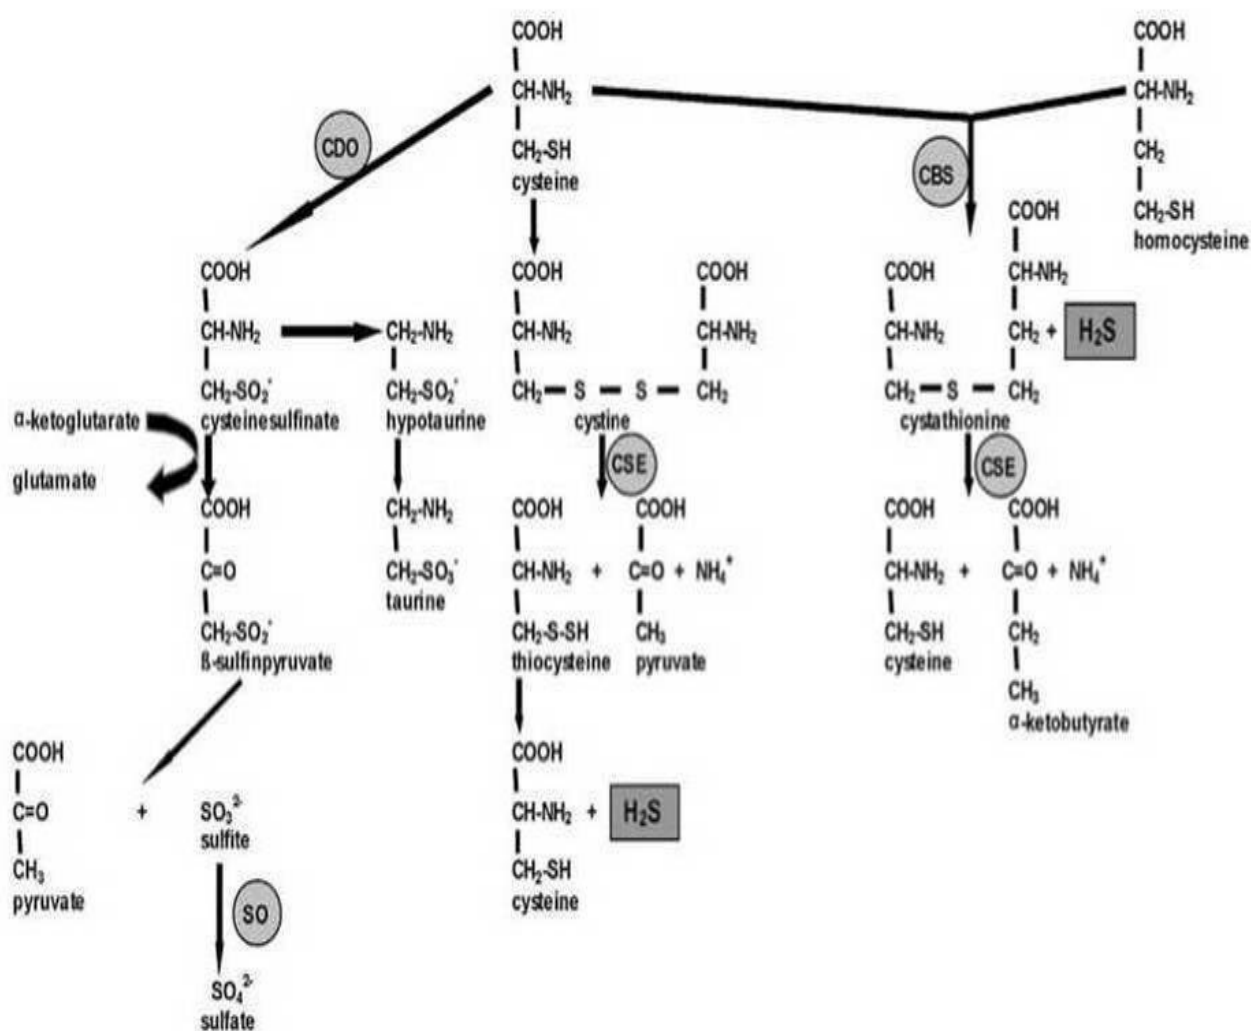 COOH COOH
CH-NH₂ CH-NH₂
CDO CH₂-SH CH₂
cysteine CBS
COOH CH₂-SH
homocysteine
COOH COOH COOH COOH CH-NH₂
CH-NH₂ CH₂-NH₂ CH-NH₂ CH-NH₂ CH-NH₂ CH₂ + H₂S
CH₂-SO₂⁻ CH₂-SO₂⁻ CH₂ S S CH₂ CH₂ S CH₂
α-ketoglutarate cysteinesulfinate hypotaurine cystine cystathionine
CSE CSE
glutamate
COOH CH₂-NH₂ COOH COOH COOH COOH
C=O CH₂-SO₃⁻ CH-NH₂ + C=O + NH₄⁺ CH-NH₂ + C=O + NH₄⁺
taurine
CH₂-SO₂⁻ CH₂-S-SH CH₃ CH₂-SH CH₂
ß-sulfinpyruvate thiocysteine pyruvate cysteine
CH₃
α-ketobutyrate
COOH COOH
C=O + SO₃²⁻ CH-NH₂ + H₂S
sulfite
CH₃ CH₂-SH
pyruvate cysteine
SO
SO₄²⁻
sulfate